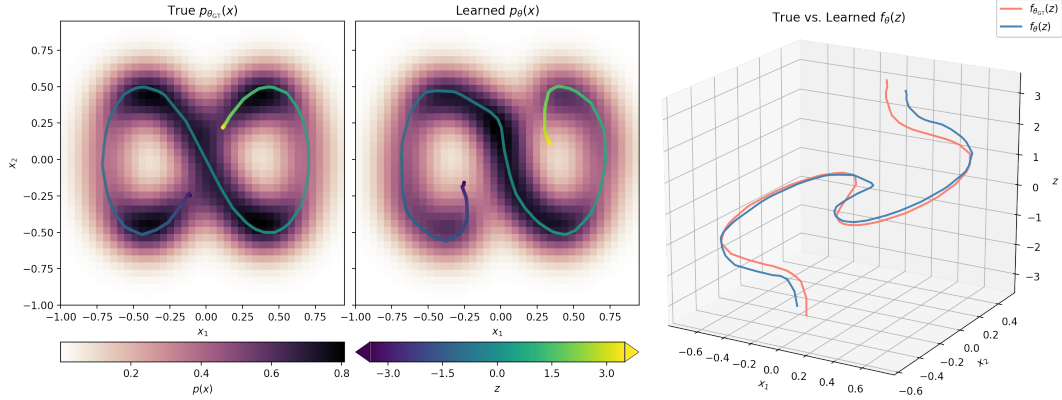 True p_{θ_GT}(x)
0.75
0.50
0.25
0.00
−0.25
−0.50
−0.75
−1.00
x_2
−1.00 −0.75 −0.50 −0.25 0.00 0.25 0.50 0.75
x_1
Learned p_θ(x)
−1.00 −0.75 −0.50 −0.25 0.00 0.25 0.50 0.75
x_1
0.2 0.4 0.6 0.8
p(x)
−3.0 −1.5 0.0 1.5 3.0
z
True vs. Learned f_θ(z)
f_{θ_GT}(z)
f_θ(z)
3
2
1
0
−1
−2
−3
z
−0.6 −0.4 −0.2 0.0 0.2 0.4 0.6
x_1
−0.6 −0.4 −0.2 0.0 0.2 0.4
x_2